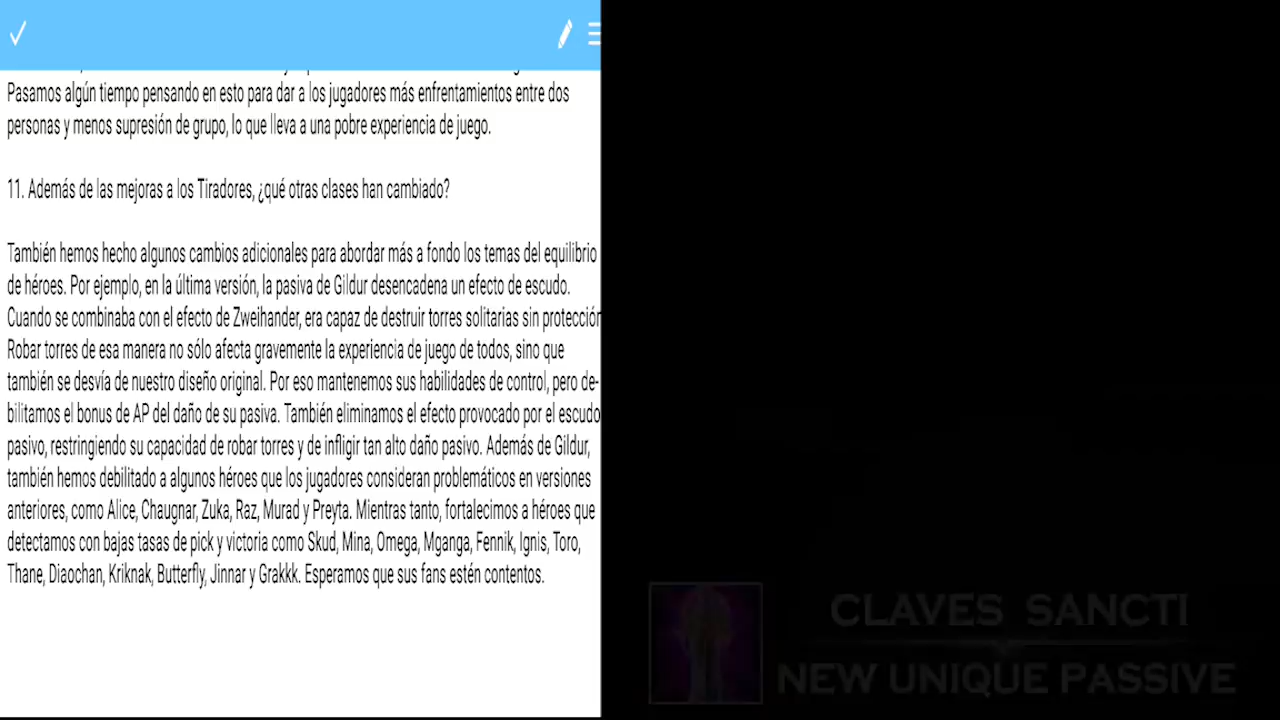 Pasamos algún tiempo pensando en esto para dar a los jugadores más enfrentamientos entre dos
personas y menos supresión de grupo, lo que lleva a una pobre experiencia de juego.
11. Además de las mejoras a los Tiradores, ¿qué otras clases han cambiado?
También hemos hecho algunos cambios adicionales para abordar más a fondo los temas del equilibrio
de héroes. Por ejemplo, en la última versión, la pasiva de Gildur desencadena un efecto de escudo.
Cuando se combinaba con el efecto de Zweihander, era capaz de destruir torres solitarias sin protección
Robar torres de esa manera no sólo afecta gravemente la experiencia de juego de todos, sino que
también se desvía de nuestro diseño original. Por eso mantenemos sus habilidades de control, pero de-
bilitamos el bonus de AP del daño de su pasiva. También eliminamos el efecto provocado por el escudo
pasivo, restringiendo su capacidad de robar torres y de infligir tan alto daño pasivo. Además de Gildur,
también hemos debilitado a algunos héroes que los jugadores consideran problemáticos en versiones
anteriores, como Alice, Chaugnar, Zuka, Raz, Murad y Preyta. Mientras tanto, fortalecimos a héroes que
detectamos con bajas tasas de pick y victoria como Skud, Mina, Omega, Mganga, Fennik, Ignis, Toro,
Thane, Diaochan, Kriknak, Butterfly, Jinnar y Grakkk. Esperamos que sus fans estén contentos.
CLAVES SANCTI
NEW UNIQUE PASSIVE